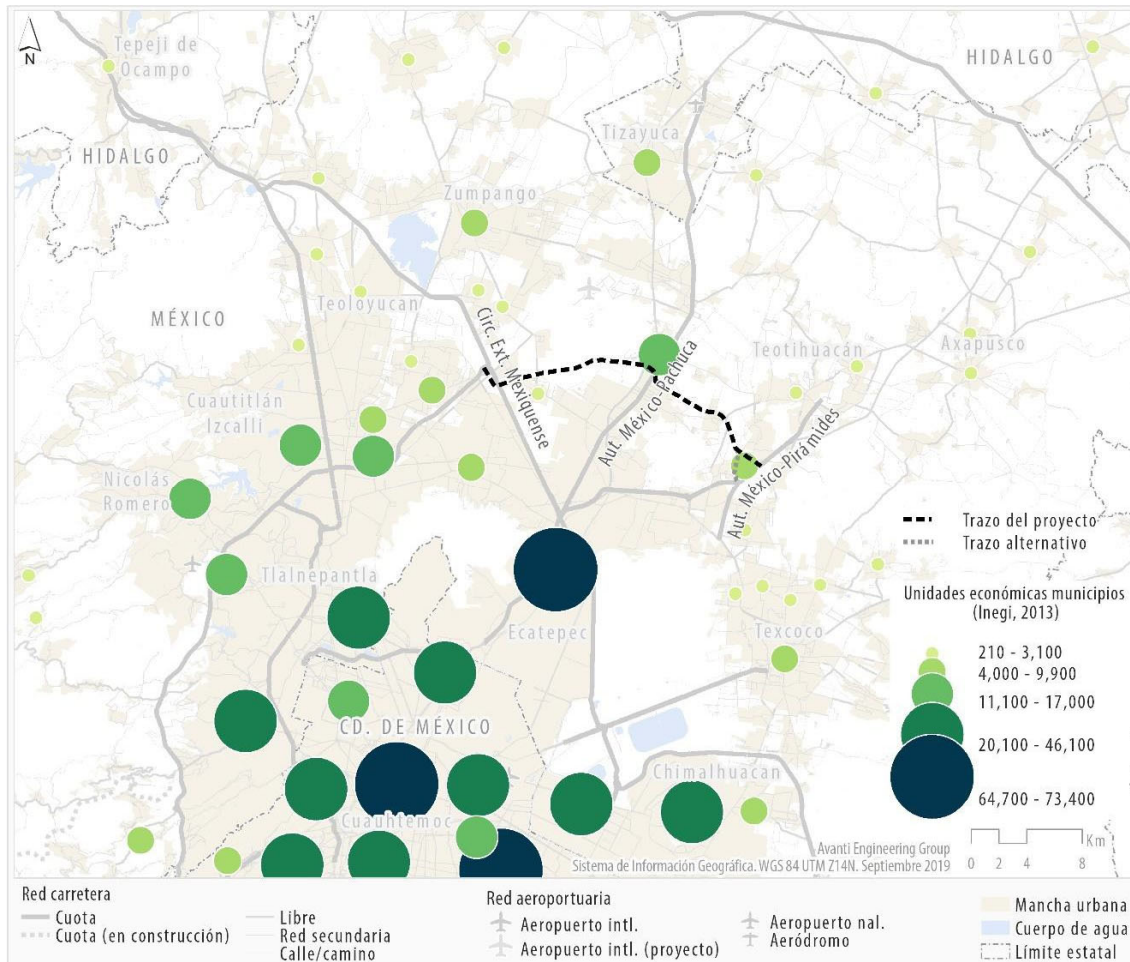 N
Tepeji de
Ocampo
HIDALGO
HIDALGO
Tizayuca
Zumpango
MÉXICO
Teoloyucan
Circ. Ext. Mexiquense
Aut. México-Pachuca
Teotihuacán
Axapusco
Cuautitlán
Izcalli
Aut. México-Pirámides
Nicolás
Romero
Tlalnepantla
Ecatepec
Texcoco
CD. DE MÉXICO
Chimalhuacan
Cuauhtemoc
Trazo del proyecto
Trazo alternativo
Unidades económicas municipios
(Inegi, 2013)
210 - 3,100
4,000 - 9,900
11,100 - 17,000
20,100 - 46,100
64,700 - 73,400
Km
0 2 4 8
Avanti Engineering Group
Sistema de Información Geográfica. WGS 84 UTM Z14N. Septiembre 2019
Red carretera
Cuota
Cuota (en construcción)
Libre
Red secundaria
Calle/camino
Red aeroportuaria
Aeropuerto intl.
Aeropuerto intl. (proyecto)
Aeropuerto nal.
Aeródromo
Mancha urbana
Cuerpo de agua
Límite estatal